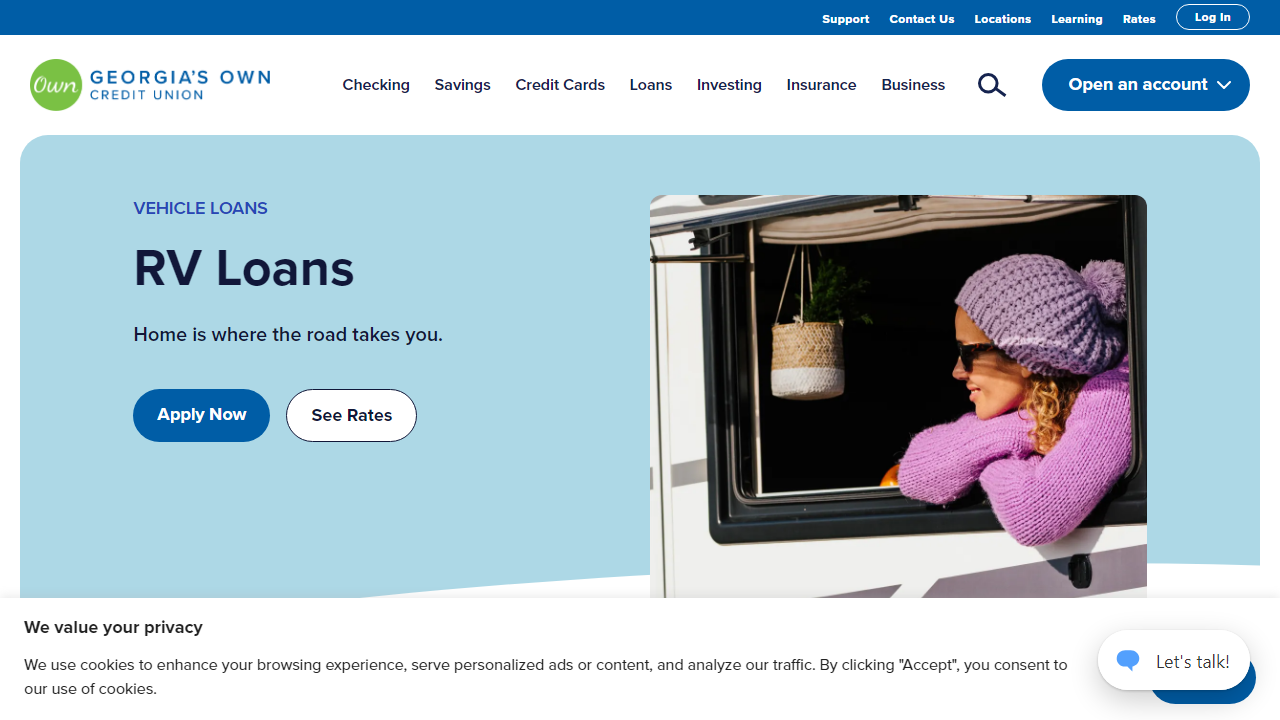 Support Contact Us Locations Learning Rates Log In
Own GEORGIA'S OWN
CREDIT UNION
Checking Savings Credit Cards Loans Investing Insurance Business Open an account
VEHICLE LOANS
RV Loans
Home is where the road takes you.
Apply Now See Rates
We value your privacy
We use cookies to enhance your browsing experience, serve personalized ads or content, and analyze our traffic. By clicking "Accept", you consent to
our use of cookies.
Let's talk!